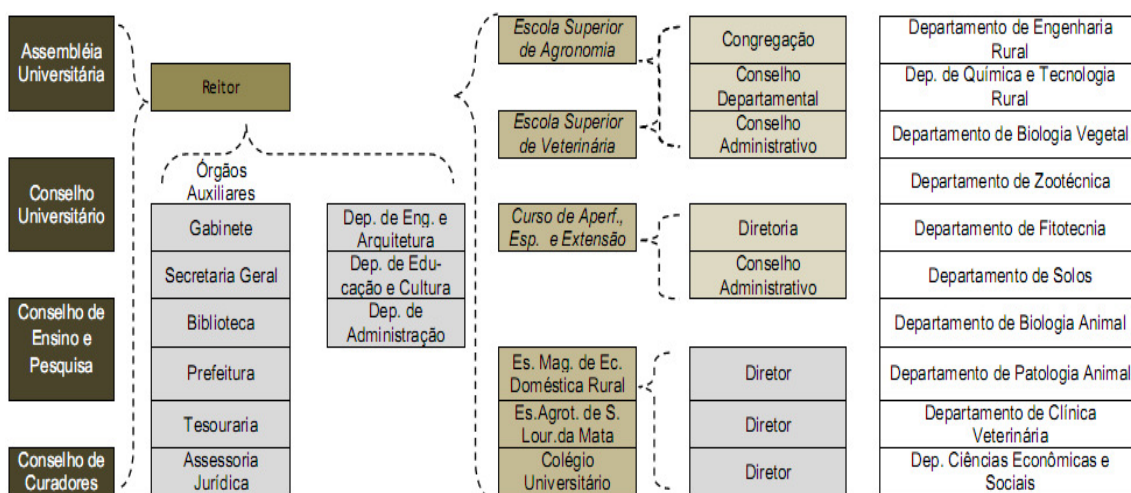 Assembléia
Universitária
Conselho
Universitário
Conselho de
Ensino e
Pesquisa
Conselho de
Curadores
Reitor
Órgãos
Auxiliares
Gabinete
Secretaria Geral
Biblioteca
Prefeitura
Tesouraria
Assessoria
Jurídica
Dep. de Eng. e
Arquitetura
Dep. de Edu-
cação e Cultura
Dep. de
Administração
Escola Superior
de Agronomia
Escola Superior
de Veterinária
Curso de Aperf.,
Esp. e Extensão
Es. Mag. de Ec.
Doméstica Rural
Es.Agrot. de S.
Lour.da Mata
Colégio
Universitário
Congregação
Conselho
Departamental
Conselho
Administrativo
Diretoria
Conselho
Administrativo
Diretor
Diretor
Diretor
Departamento de Engenharia
Rural
Dep. de Química e Tecnologia
Rural
Departamento de Biologia Vegetal
Departamento de Zootécnica
Departamento de Fitotecnia
Departamento de Solos
Departamento de Biologia Animal
Departamento de Patologia Animal
Departamento de Clínica
Veterinária
Dep. Ciências Econômicas e
Sociais